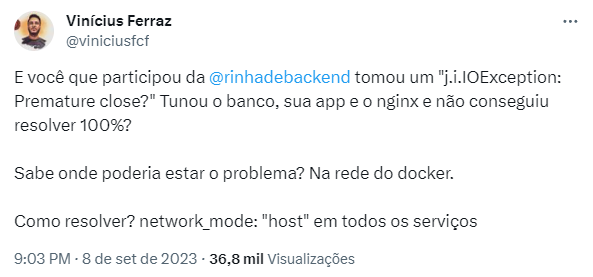 Vinícius Ferraz
@viniciusfcf
E você que participou da @rinhadebackend tomou um "j.i.IOException:
Premature close?" Tunou o banco, sua app e o nginx e não conseguiu
resolver 100%?
Sabe onde poderia estar o problema? Na rede do docker.
Como resolver? network_mode: "host" em todos os serviços
9:03 PM · 8 de set de 2023 · 36,8 mil Visualizações